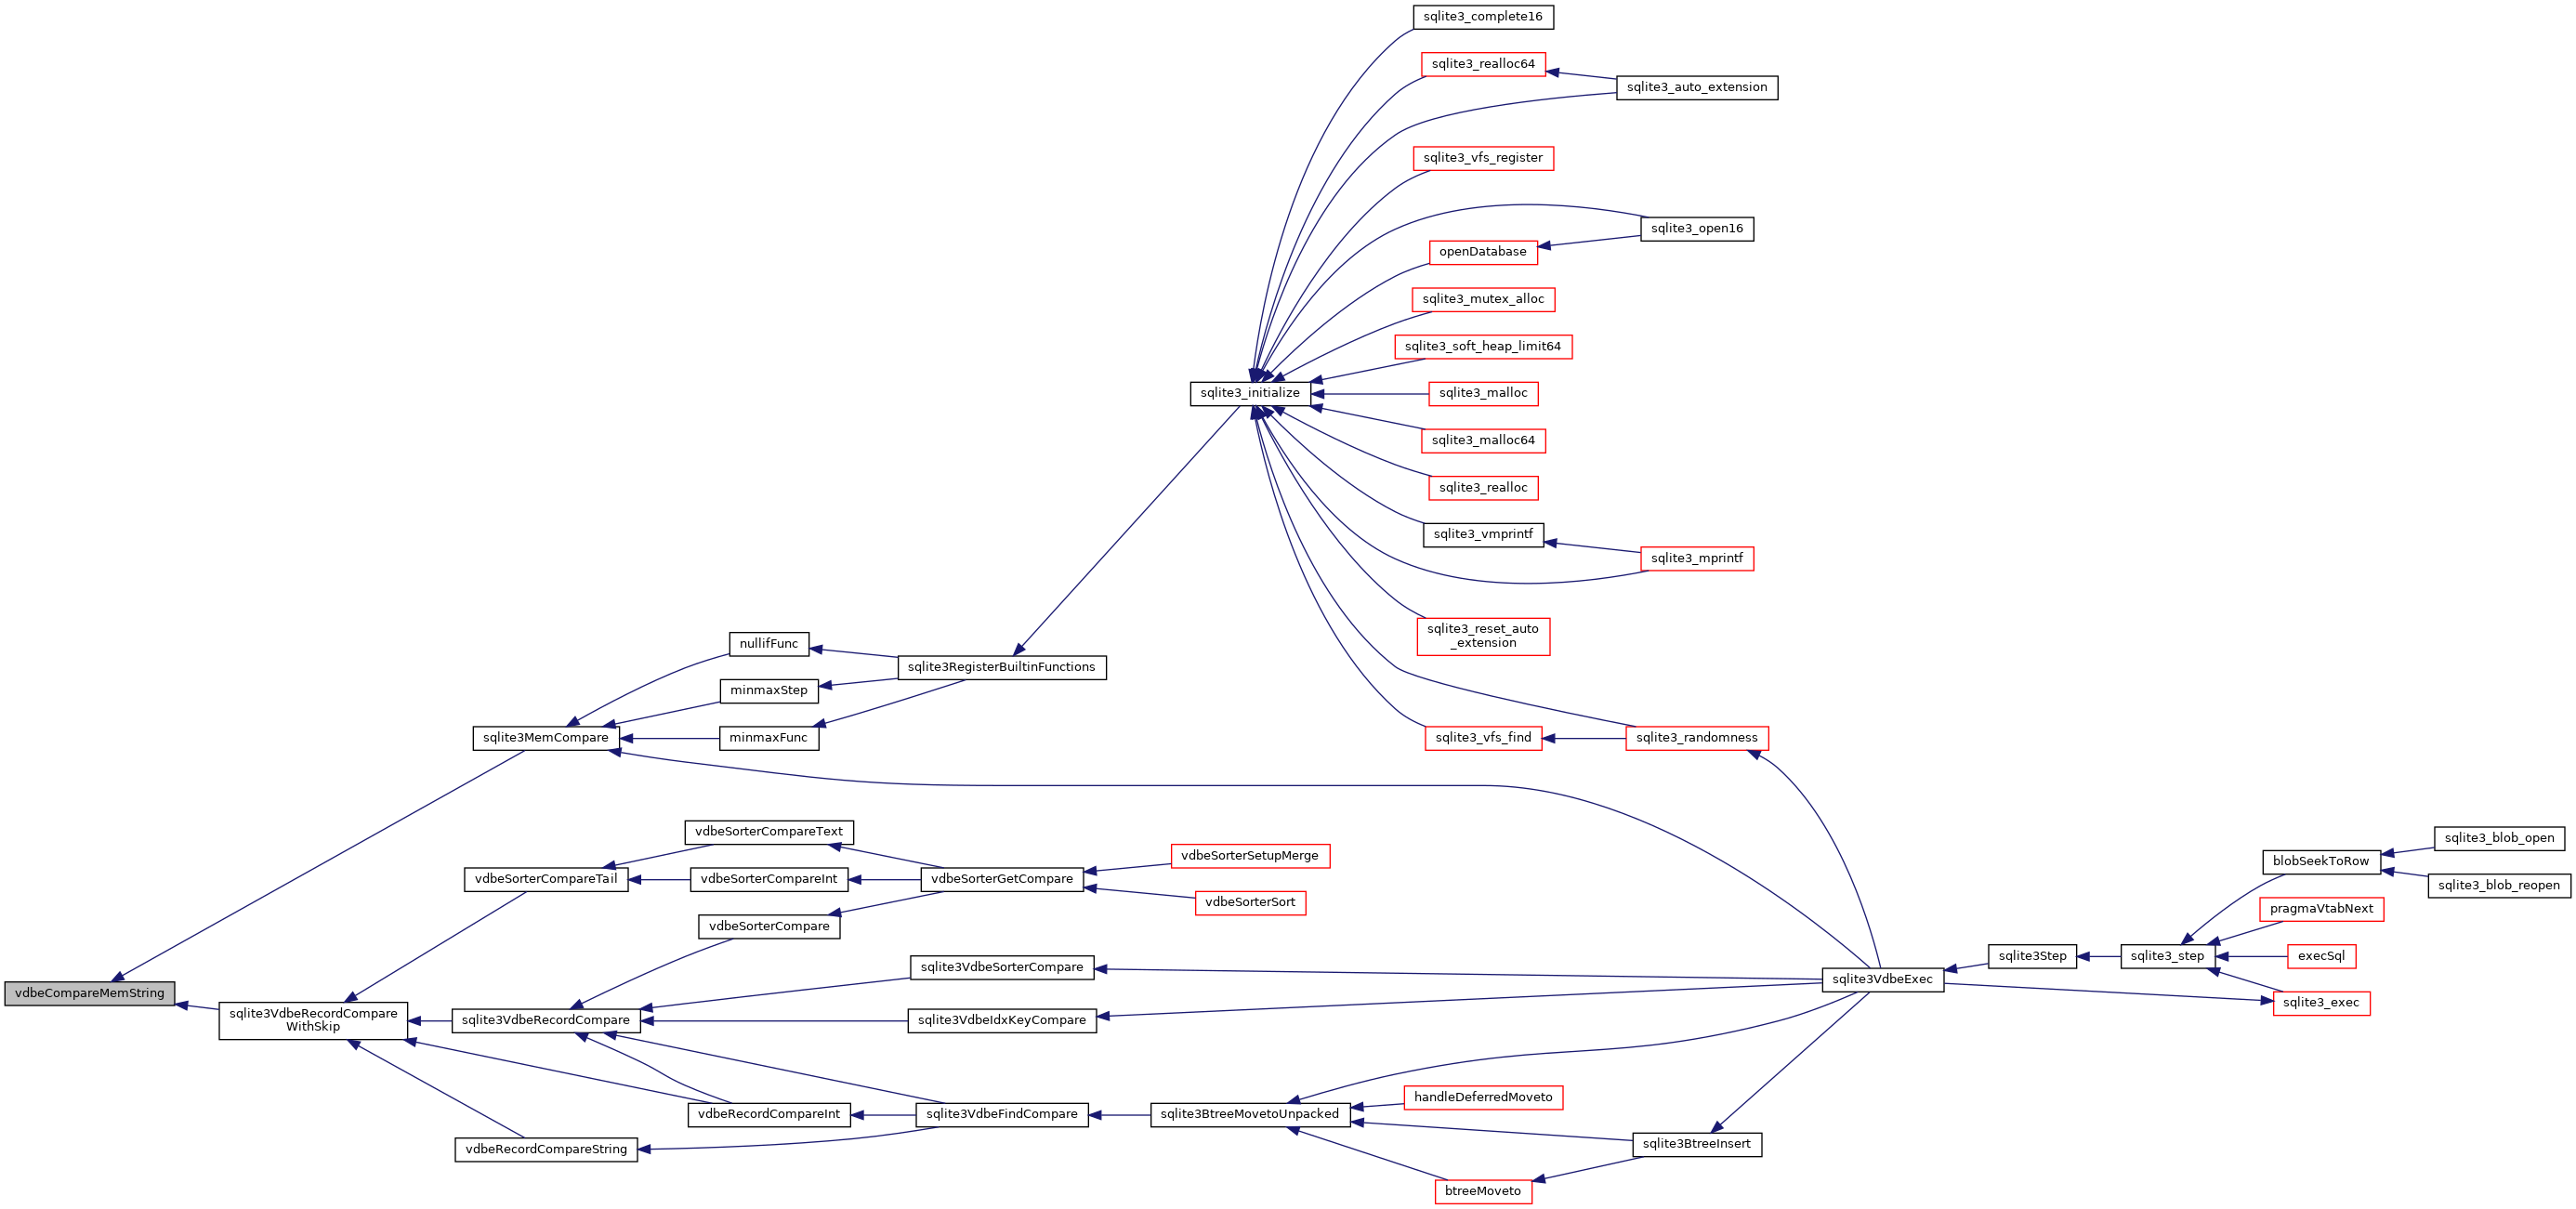 sqlite3_complete16
sqlite3_realloc64
sqlite3_auto_extension
sqlite3_vfs_register
sqlite3_open16
openDatabase
sqlite3_mutex_alloc
sqlite3_soft_heap_limit64
sqlite3_initialize
sqlite3_malloc
sqlite3_malloc64
sqlite3_realloc
sqlite3_vmprintf
sqlite3_mprintf
sqlite3_reset_auto
_extension
nullifFunc
sqlite3RegisterBuiltinFunctions
minmaxStep
sqlite3MemCompare
minmaxFunc
sqlite3_vfs_find
sqlite3_randomness
vdbeSorterCompareText
sqlite3_blob_open
vdbeSorterSetupMerge
blobSeekToRow
vdbeSorterCompareTail
vdbeSorterCompareInt
vdbeSorterGetCompare
sqlite3_blob_reopen
vdbeSorterSort
pragmaVtabNext
vdbeSorterCompare
sqlite3Step
sqlite3_step
execSql
sqlite3VdbeSorterCompare
sqlite3VdbeExec
vdbeCompareMemString
sqlite3_exec
sqlite3VdbeRecordCompare
WithSkip
sqlite3VdbeRecordCompare
sqlite3VdbeIdxKeyCompare
handleDeferredMoveto
vdbeRecordCompareInt
sqlite3VdbeFindCompare
sqlite3BtreeMovetoUnpacked
sqlite3BtreeInsert
vdbeRecordCompareString
btreeMoveto